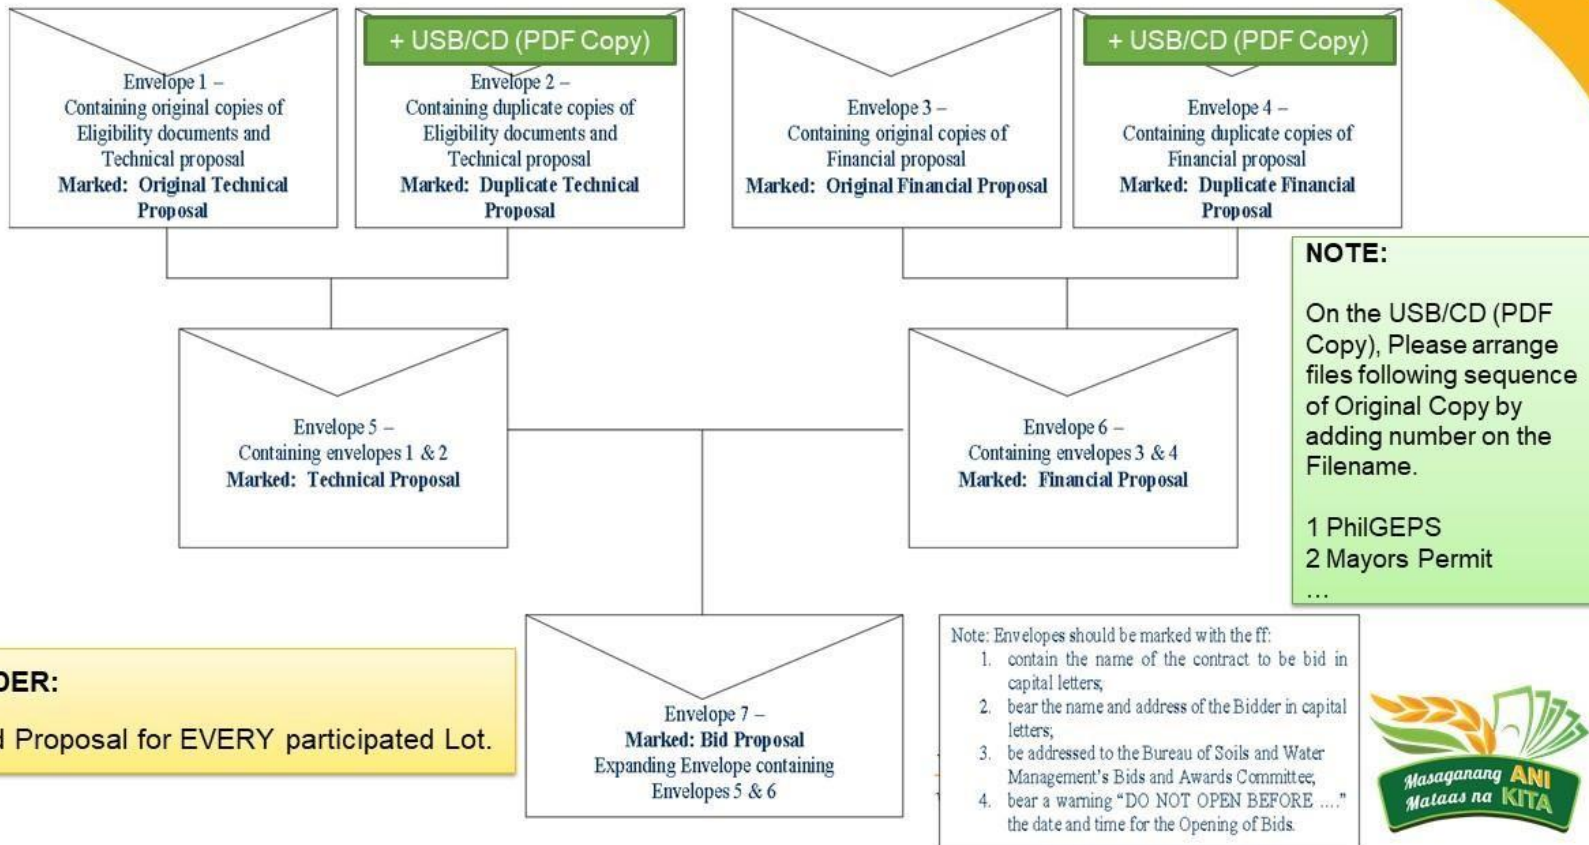 Envelope 1 –
Containing original copies of
Eligibility documents and
Technical proposal
Marked: Original Technical
Proposal
+ USB/CD (PDF Copy)
Envelope 2 –
Containing duplicate copies of
Eligibility documents and
Technical proposal
Marked: Duplicate Technical
Proposal
Envelope 3 –
Containing original copies of
Financial proposal
Marked: Original Financial Proposal
+ USB/CD (PDF Copy)
Envelope 4 –
Containing duplicate copies of
Financial proposal
Marked: Duplicate Financial
Proposal
NOTE:
On the USB/CD (PDF
Copy), Please arrange
files following sequence
of Original Copy by
adding number on the
Filename.
1 PhilGEPS
2 Mayors Permit
...
Envelope 5 –
Containing envelopes 1 & 2
Marked: Technical Proposal
Envelope 6 –
Containing envelopes 3 & 4
Marked: Financial Proposal
DER:
Proposal for EVERY participated Lot.
Envelope 7 –
Marked: Bid Proposal
Expanding Envelope containing
Envelopes 5 & 6
Note: Envelopes should be marked with the ff:
1. contain the name of the contract to be bid in
capital letters;
2. bear the name and address of the Bidder in capital
letters;
3. be addressed to the Bureau of Soils and Water
Management's Bids and Awards Committee;
4. bear a warning "DO NOT OPEN BEFORE ...."
the date and time for the Opening of Bids.
Masaganang ANI
Mataas na KITA